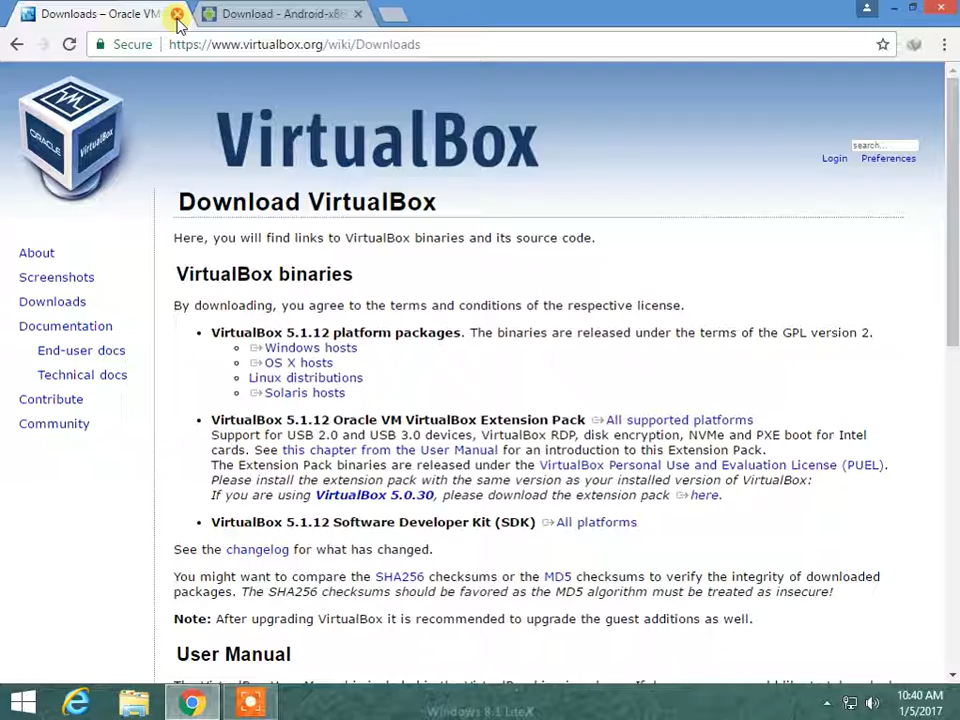 Downloads – Oracle VM
Download - Android-x86
Secure
https://www.virtualbox.org/wiki/Downloads
ORACLE
VM
VirtualBox
VirtualBox
search...
Login
Preferences
Download VirtualBox
Here, you will find links to VirtualBox binaries and its source code.
About
Screenshots
Downloads
Documentation
End-user docs
Technical docs
Contribute
Community
VirtualBox binaries
By downloading, you agree to the terms and conditions of the respective license.
• VirtualBox 5.1.12 platform packages. The binaries are released under the terms of the GPL version 2.
Windows hosts
OS X hosts
Linux distributions
Solaris hosts
• VirtualBox 5.1.12 Oracle VM VirtualBox Extension Pack All supported platforms
Support for USB 2.0 and USB 3.0 devices, VirtualBox RDP, disk encryption, NVMe and PXE boot for Intel
cards. See this chapter from the User Manual for an introduction to this Extension Pack.
The Extension Pack binaries are released under the VirtualBox Personal Use and Evaluation License (PUEL).
Please install the extension pack with the same version as your installed version of VirtualBox:
If you are using VirtualBox 5.0.30, please download the extension pack here.
• VirtualBox 5.1.12 Software Developer Kit (SDK) All platforms
See the changelog for what has changed.
You might want to compare the SHA256 checksums or the MD5 checksums to verify the integrity of downloaded
packages. The SHA256 checksums should be favored as the MD5 algorithm must be treated as insecure!
Note: After upgrading VirtualBox it is recommended to upgrade the guest additions as well.
User Manual
Windows 8.1 LiteX
10:40 AM
1/5/2017